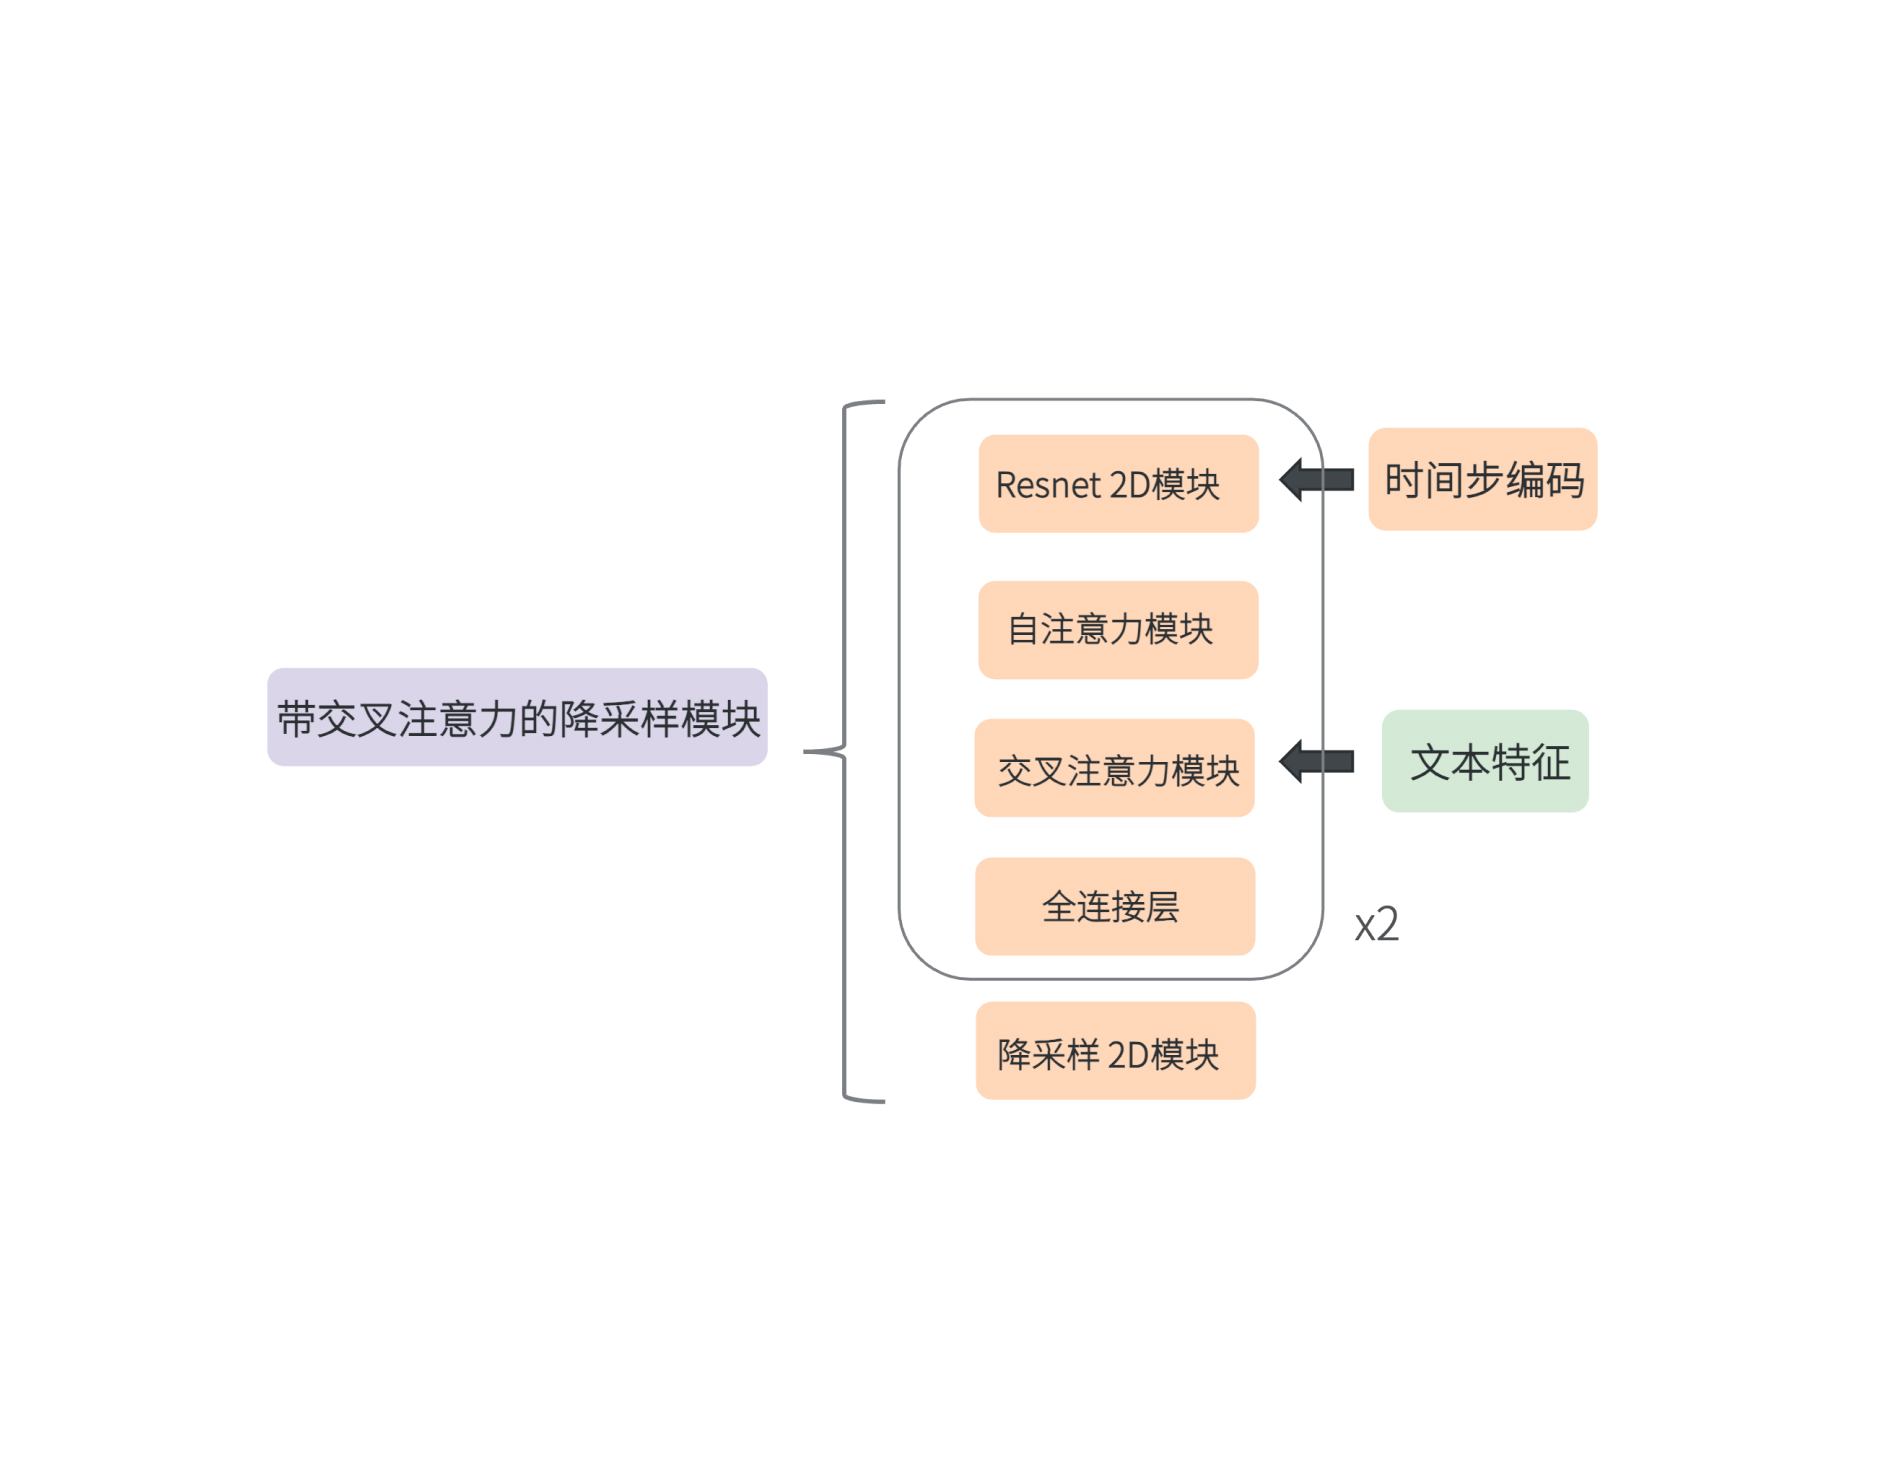 Resnet 2D模块
时间步编码
自注意力模块
带交叉注意力的降采样模块
交叉注意力模块
文本特征
全连接层
x2
降采样 2D模块